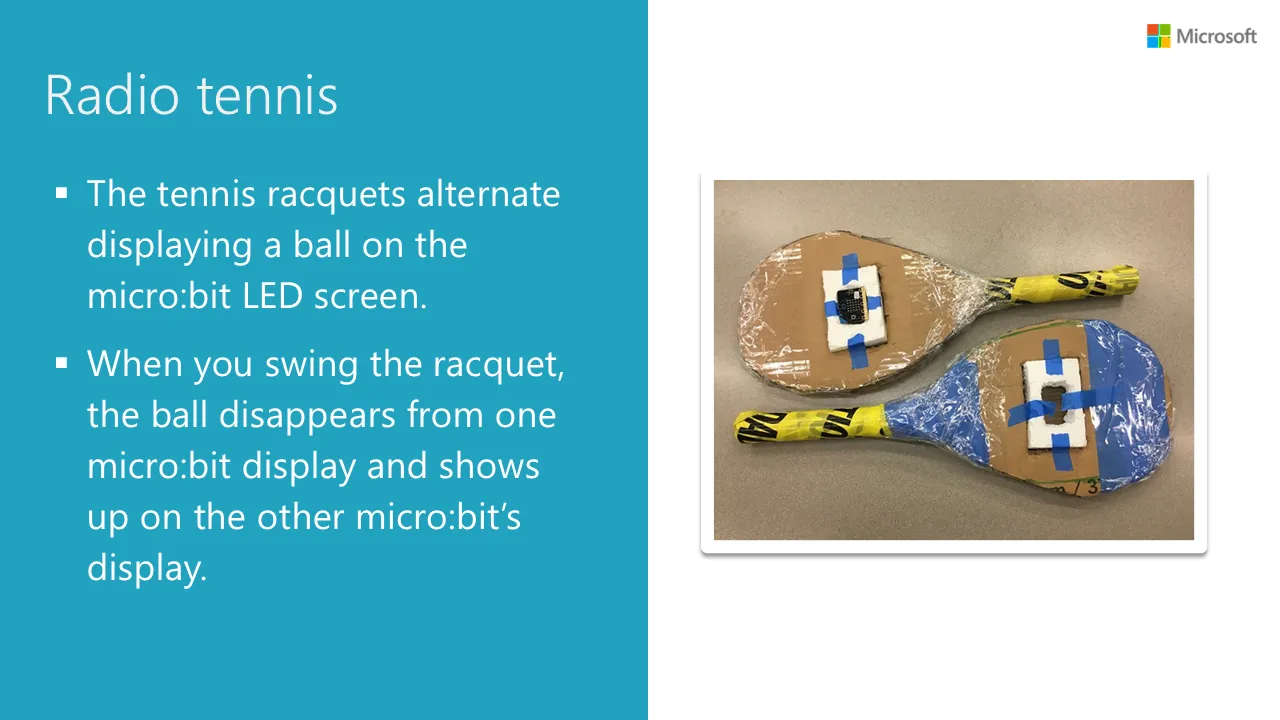 Microsoft
Radio tennis
▪ The tennis racquets alternate
displaying a ball on the
micro:bit LED screen.
▪ When you swing the racquet,
the ball disappears from one
micro:bit display and shows
up on the other micro:bit’s
display.